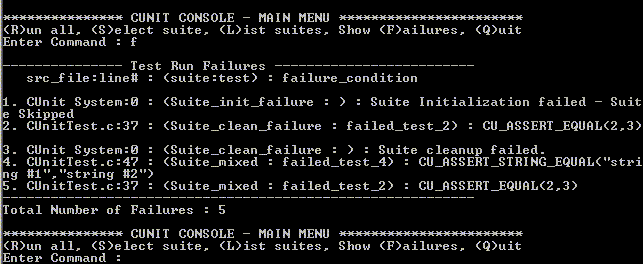 *************** CUNIT CONSOLE - MAIN MENU ***********************
(R)un all, (S)elect suite, (L)ist suites, Show (F)ailures, (Q)uit
Enter Command : f
--------------- Test Run Failures -------------------------
src_file:line# : (suite:test) : failure_condition
1. CUnit System:0 : (Suite_init_failure : ) : Suite Initialization failed - Suit
e Skipped
2. CUnitTest.c:37 : (Suite_clean_failure : failed_test_2) : CU_ASSERT_EQUAL(2,3)
3. CUnit System:0 : (Suite_clean_failure : ) : Suite cleanup failed.
4. CUnitTest.c:47 : (Suite_mixed : failed_test_4) : CU_ASSERT_STRING_EQUAL("stri
ng #1","string #2")
5. CUnitTest.c:37 : (Suite_mixed : failed_test_2) : CU_ASSERT_EQUAL(2,3)
-----------------------------------------------------------
Total Number of Failures : 5
*************** CUNIT CONSOLE - MAIN MENU ***********************
(R)un all, (S)elect suite, (L)ist suites, Show (F)ailures, (Q)uit
Enter Command :